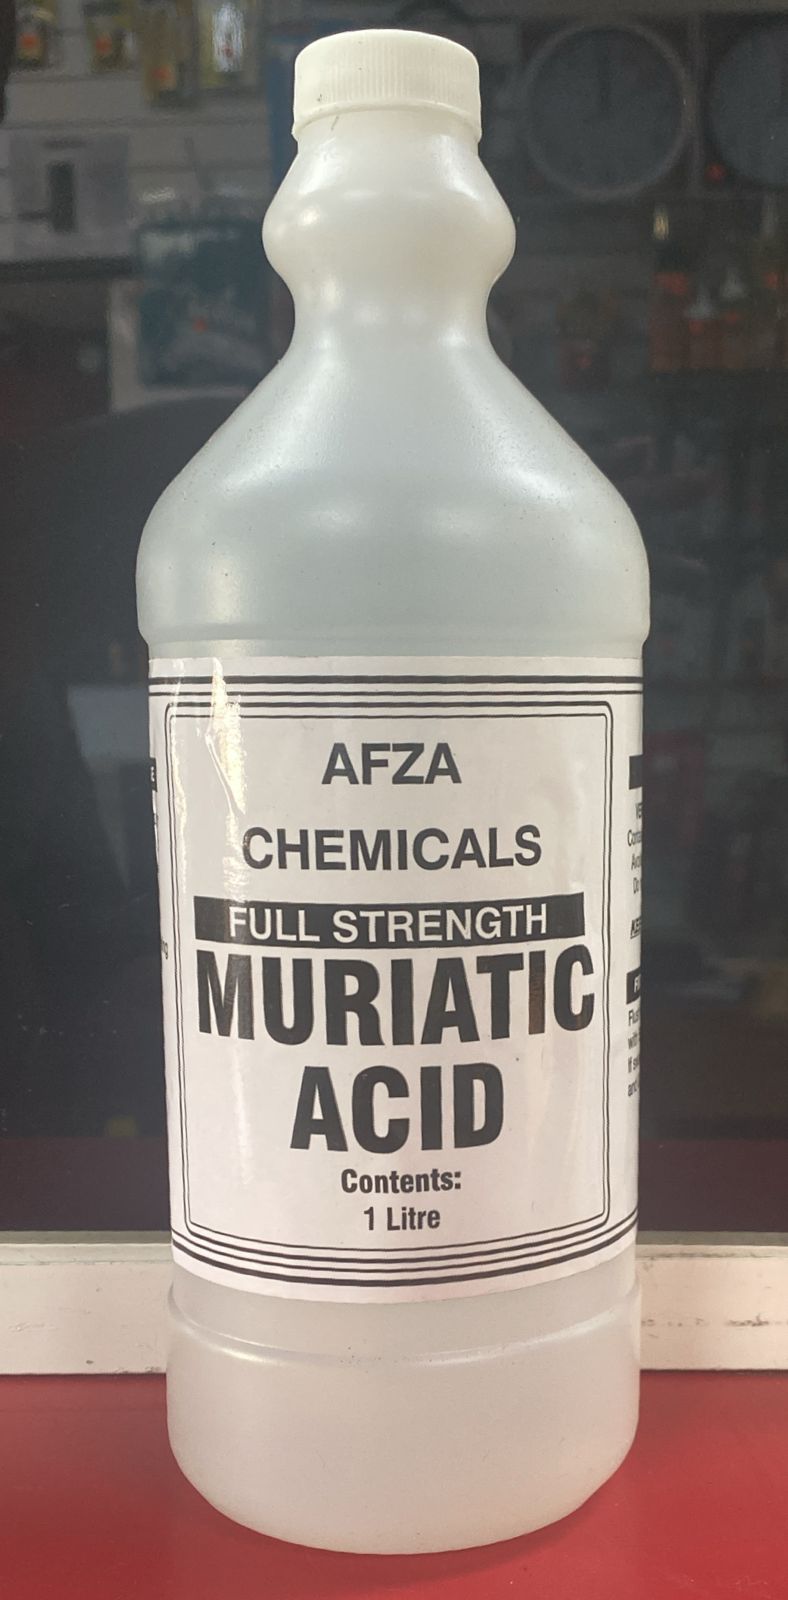 AFZA
CHEMICALS
FULL STRENGTH
MURIATIC
ACID
Contents:
1 Litre